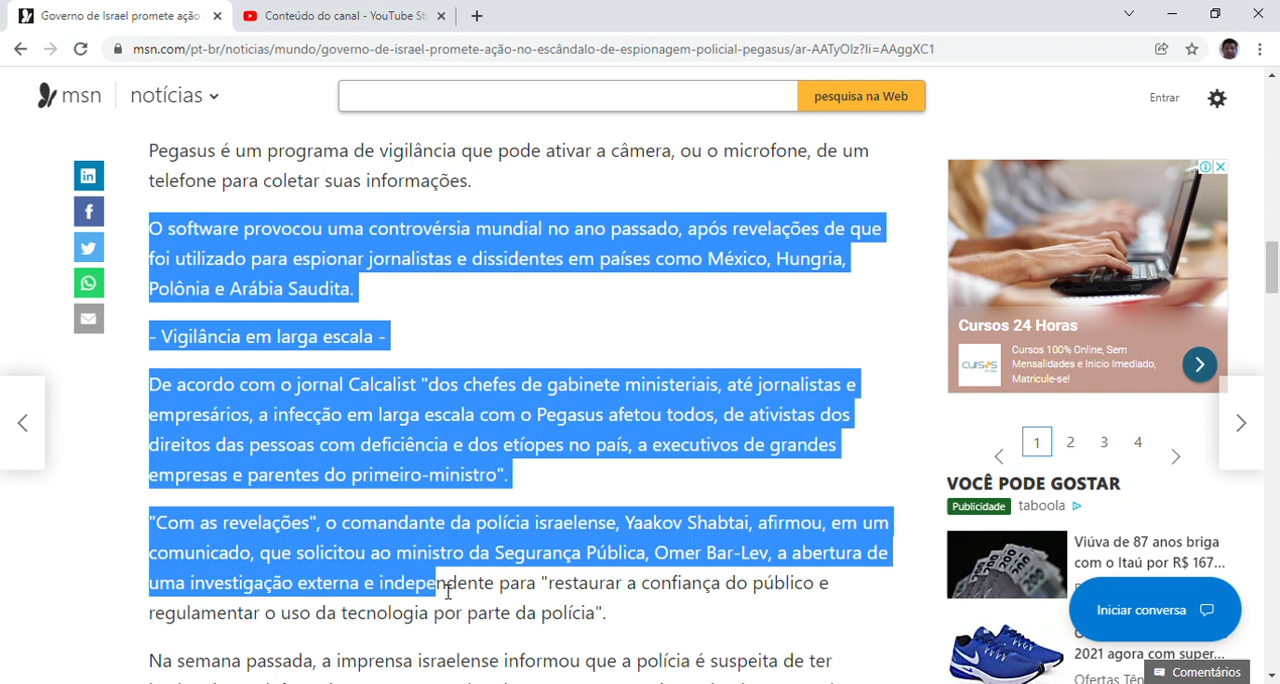 Governo de Israel promete ação
Conteúdo do canal - YouTube St
msn.com/pt-br/noticias/mundo/governo-de-israel-promete-ação-no-escândalo-de-espionagem-policial-pegasus/ar-AATyOIz?li=AAggXC1
msn
notícias
pesquisa na Web
Entrar
Pegasus é um programa de vigilância que pode ativar a câmera, ou o microfone, de um
telefone para coletar suas informações.
O software provocou uma controvérsia mundial no ano passado, após revelações de que
foi utilizado para espionar jornalistas e dissidentes em países como México, Hungria,
Polônia e Arábia Saudita.
- Vigilância em larga escala -
De acordo com o jornal Calcalist "dos chefes de gabinete ministeriais, até jornalistas e
empresários, a infecção em larga escala com o Pegasus afetou todos, de ativistas dos
direitos das pessoas com deficiência e dos etíopes no país, a executivos de grandes
empresas e parentes do primeiro-ministro".
"Com as revelações", o comandante da polícia israelense, Yaakov Shabtai, afirmou, em um
comunicado, que solicitou ao ministro da Segurança Pública, Omer Bar-Lev, a abertura de
uma investigação externa e independente para "restaurar a confiança do público e
regulamentar o uso da tecnologia por parte da polícia".
Na semana passada, a imprensa israelense informou que a polícia é suspeita de ter
Cursos 24 Horas
cursos
Cursos 100% Online, Sem
Mensalidades e Inicio Imediado,
Matricule-se!
1 2 3 4
VOCÊ PODE GOSTAR
Publicidade taboola
Viúva de 87 anos briga
com o Itaú por R$ 167...
Iniciar conversa
2021 agora com super...
Ofertas Tên
Comentários